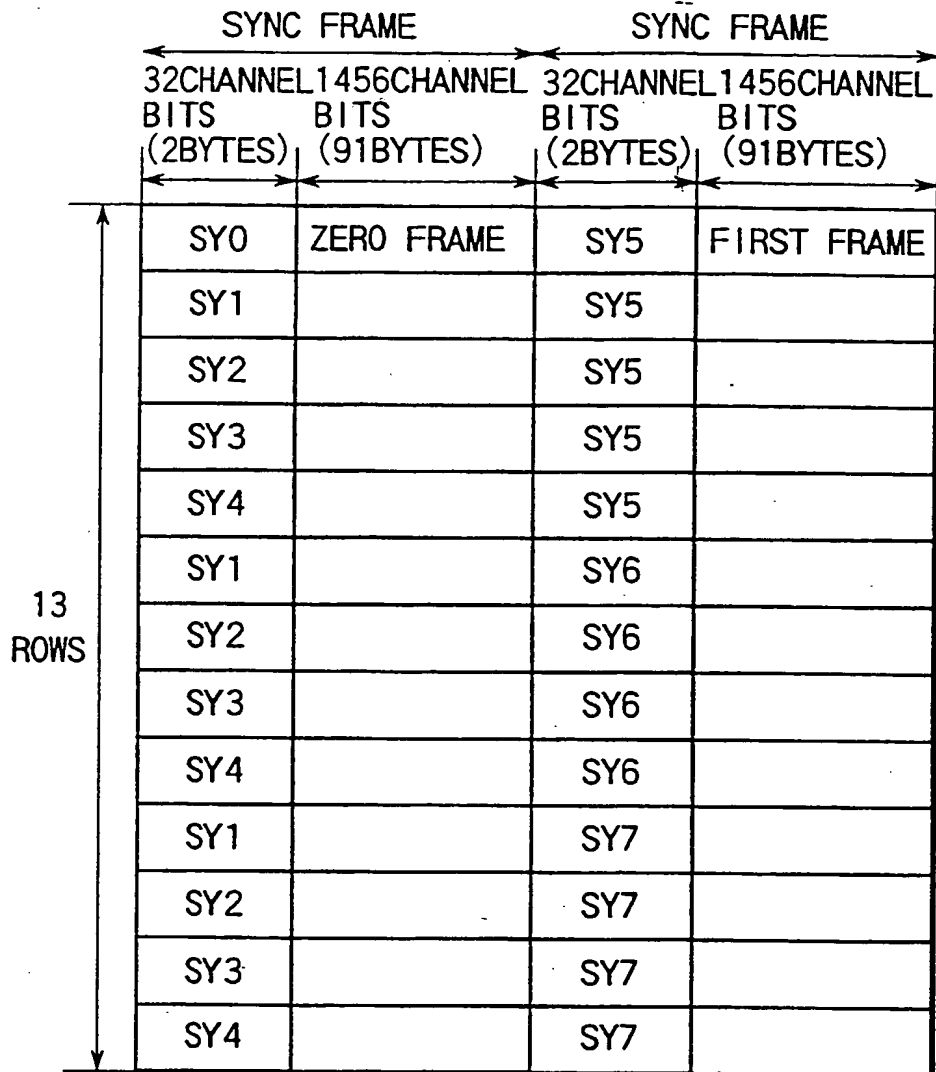 SYNC FRAME SYNC FRAME
32CHANNEL 1456CHANNEL 32CHANNEL 1456CHANNEL
BITS BITS BITS BITS
(2BYTES) (91BYTES) (2BYTES) (91BYTES)
SY0 ZERO FRAME SY5 FIRST FRAME
SY1 SY5
SY2 SY5
SY3 SY5
SY4 SY5
SY1 SY6
13
ROWS
SY2 SY6
SY3 SY6
SY4 SY6
SY1 SY7
SY2 SY7
SY3 SY7
SY4 SY7